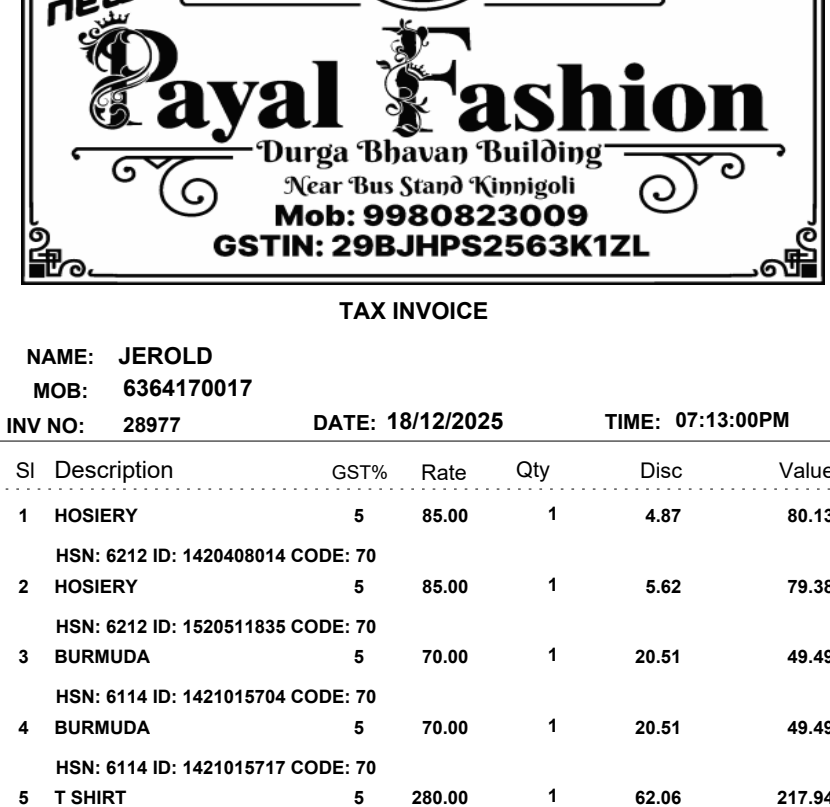 new
Payal Fashion
Durga Bhavan Building
Near Bus Stand Kinnigoli
Mob: 9980823009
GSTIN: 29BJHPS2563K1ZL
TAX INVOICE
NAME: JEROLD
MOB: 6364170017
INV NO: 28977 DATE: 18/12/2025 TIME: 07:13:00PM
Sl Description GST% Rate Qty Disc Value
1 HOSIERY 5 85.00 1 4.87 80.13
HSN: 6212 ID: 1420408014 CODE: 70
2 HOSIERY 5 85.00 1 5.62 79.38
HSN: 6212 ID: 1520511835 CODE: 70
3 BURMUDA 5 70.00 1 20.51 49.49
HSN: 6114 ID: 1421015704 CODE: 70
4 BURMUDA 5 70.00 1 20.51 49.49
HSN: 6114 ID: 1421015717 CODE: 70
5 T SHIRT 5 280.00 1 62.06 217.94